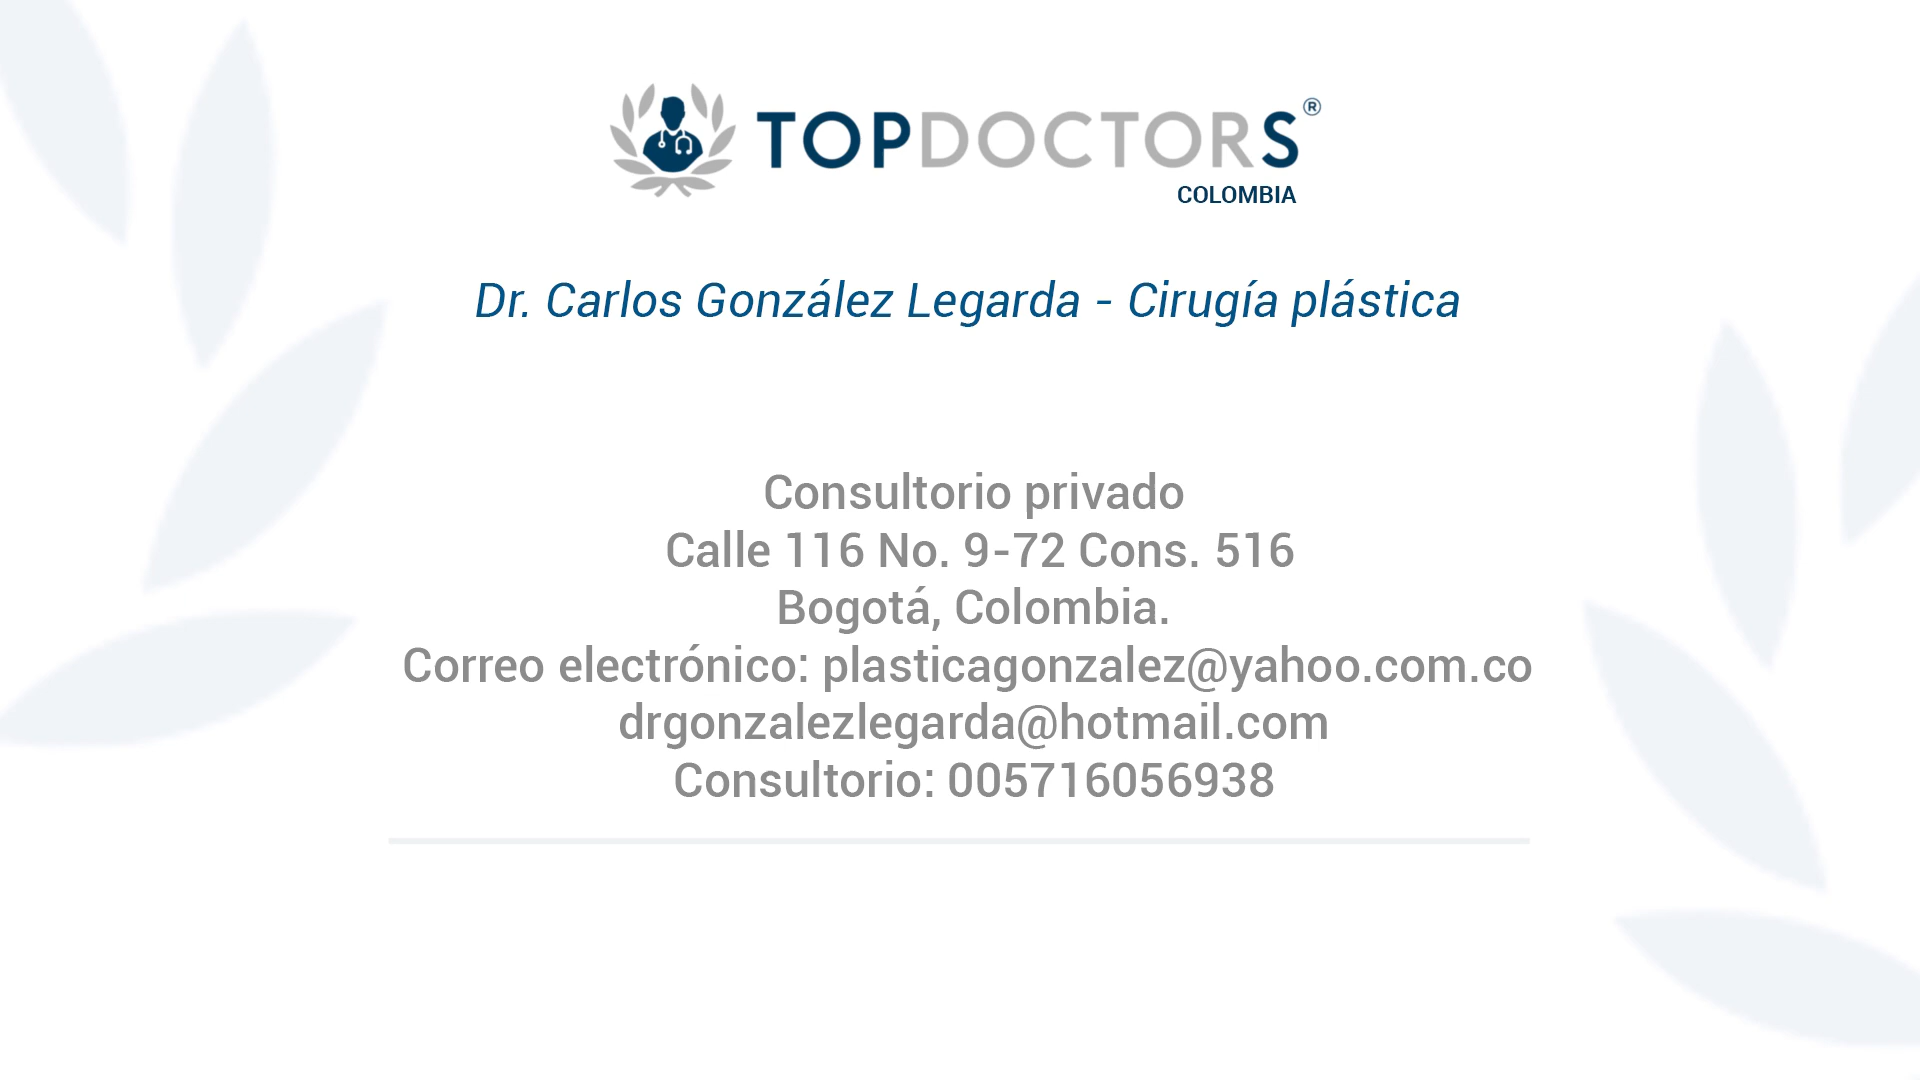 TOPDOCTORS®
COLOMBIA
Dr. Carlos González Legarda - Cirugía plástica
Consultorio privado
Calle 116 No. 9-72 Cons. 516
Bogotá, Colombia.
Correo electrónico: plasticagonzalez@yahoo.com.co
drgonzalezlegarda@hotmail.com
Consultorio: 005716056938